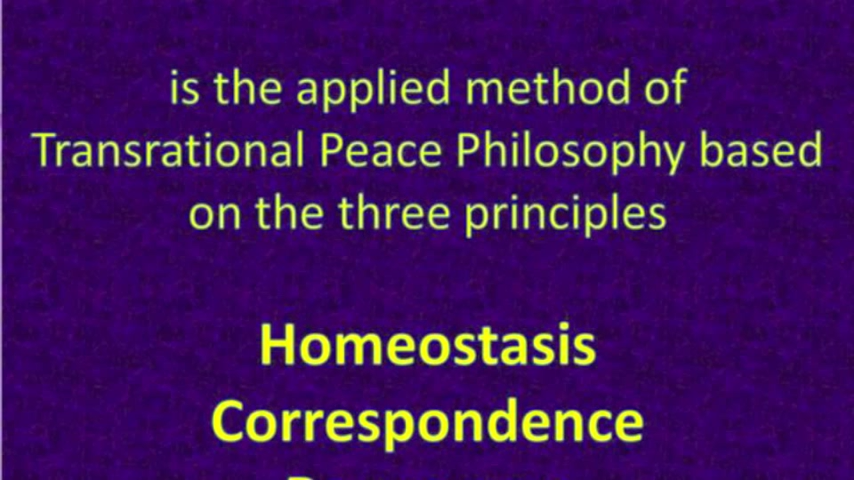 is the applied method of
Transrational Peace Philosophy based
on the three principles
Homeostasis
Correspondence